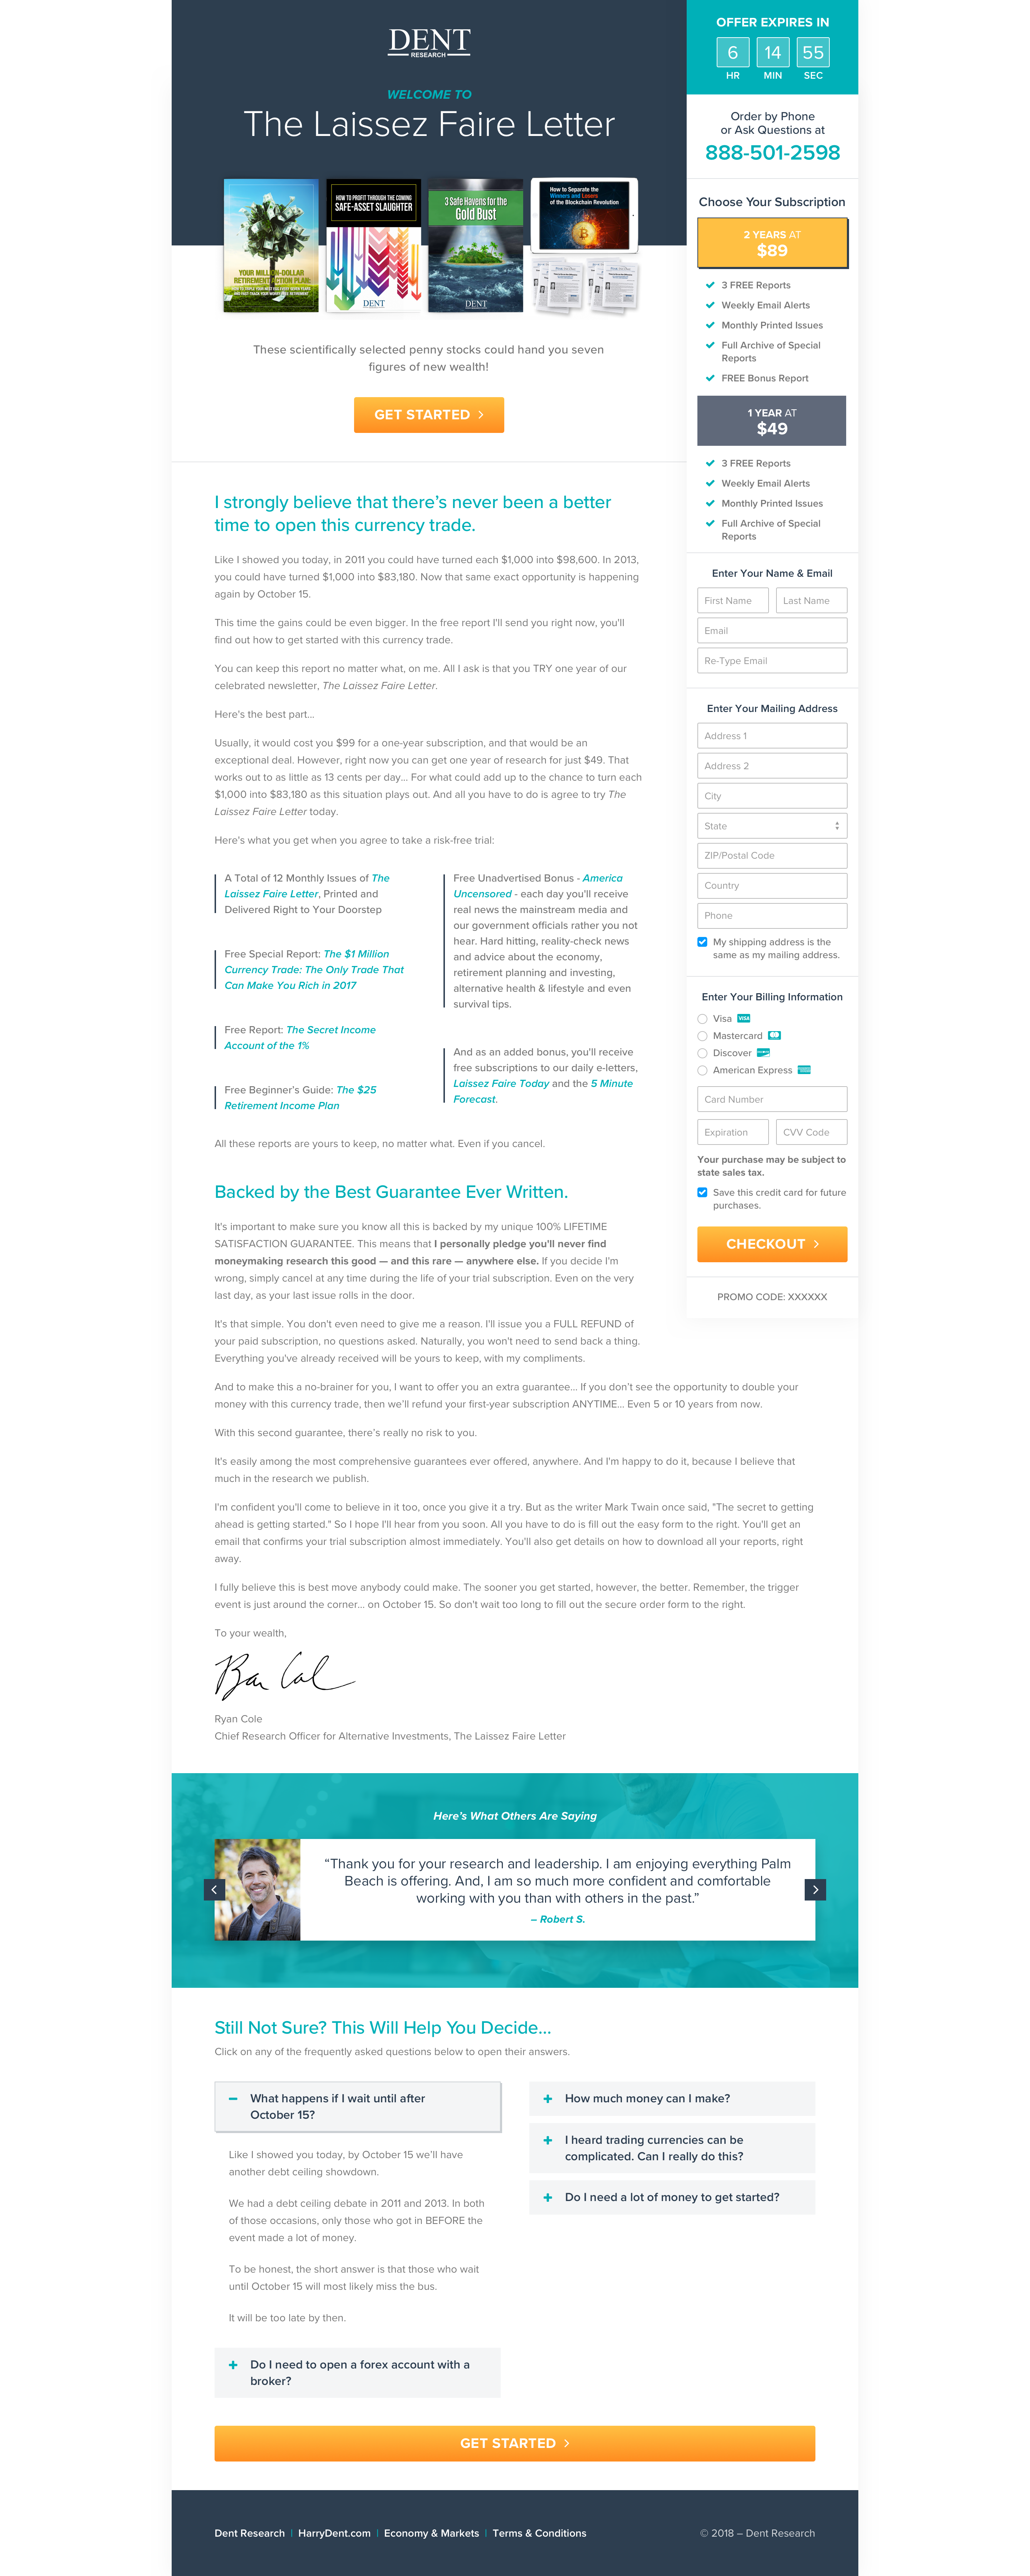 DENT
RESEARCH
WELCOME TO
The Laissez Faire Letter
YOUR MILLION-DOLLAR
RETIREMENT ACTION PLAN:
HOW TO PROFIT THROUGH THE COMING
SAFE-ASSET SLAUGHTER
DENT
3 Safe Havens for the
Gold Bust
DENT
How to Separate the
Winners and Losers
of the Blockchain Revolution
These scientifically selected penny stocks could hand you seven
figures of new wealth!
GET STARTED
OFFER EXPIRES IN
6 14 55
HR MIN SEC
Order by Phone
or Ask Questions at
888-501-2598
Choose Your Subscription
2 YEARS AT
$89
3 FREE Reports
Weekly Email Alerts
Monthly Printed Issues
Full Archive of Special
Reports
FREE Bonus Report
1 YEAR AT
$49
3 FREE Reports
Weekly Email Alerts
Monthly Printed Issues
Full Archive of Special
Reports
Enter Your Name & Email
First Name Last Name
Email
Re-Type Email
Enter Your Mailing Address
Address 1
Address 2
City
State
ZIP/Postal Code
Country
Phone
My shipping address is the
same as my mailing address.
Enter Your Billing Information
Visa VISA
Mastercard
Discover
American Express
Card Number
Expiration CVV Code
Your purchase may be subject to
state sales tax.
Save this credit card for future
purchases.
CHECKOUT
PROMO CODE: XXXXXX
I strongly believe that there’s never been a better
time to open this currency trade.
Like I showed you today, in 2011 you could have turned each $1,000 into $98,600. In 2013,
you could have turned $1,000 into $83,180. Now that same exact opportunity is happening
again by October 15.
This time the gains could be even bigger. In the free report I'll send you right now, you'll
find out how to get started with this currency trade.
You can keep this report no matter what, on me. All I ask is that you TRY one year of our
celebrated newsletter, The Laissez Faire Letter.
Here's the best part...
Usually, it would cost you $99 for a one-year subscription, and that would be an
exceptional deal. However, right now you can get one year of research for just $49. That
works out to as little as 13 cents per day... For what could add up to the chance to turn each
$1,000 into $83,180 as this situation plays out. And all you have to do is agree to try The
Laissez Faire Letter today.
Here's what you get when you agree to take a risk-free trial:
A Total of 12 Monthly Issues of The
Laissez Faire Letter, Printed and
Delivered Right to Your Doorstep
Free Special Report: The $1 Million
Currency Trade: The Only Trade That
Can Make You Rich in 2017
Free Report: The Secret Income
Account of the 1%
Free Beginner's Guide: The $25
Retirement Income Plan
Free Unadvertised Bonus - America
Uncensored - each day you'll receive
real news the mainstream media and
our government officials rather you not
hear. Hard hitting, reality-check news
and advice about the economy,
retirement planning and investing,
alternative health & lifestyle and even
survival tips.
And as an added bonus, you'll receive
free subscriptions to our daily e-letters,
Laissez Faire Today and the 5 Minute
Forecast.
All these reports are yours to keep, no matter what. Even if you cancel.
Backed by the Best Guarantee Ever Written.
It's important to make sure you know all this is backed by my unique 100% LIFETIME
SATISFACTION GUARANTEE. This means that I personally pledge you'll never find
moneymaking research this good — and this rare — anywhere else. If you decide I'm
wrong, simply cancel at any time during the life of your trial subscription. Even on the very
last day, as your last issue rolls in the door.
It's that simple. You don't even need to give me a reason. I'll issue you a FULL REFUND of
your paid subscription, no questions asked. Naturally, you won't need to send back a thing.
Everything you've already received will be yours to keep, with my compliments.
And to make this a no-brainer for you, I want to offer you an extra guarantee... If you don’t see the opportunity to double your
money with this currency trade, then we’ll refund your first-year subscription ANYTIME... Even 5 or 10 years from now.
With this second guarantee, there’s really no risk to you.
It's easily among the most comprehensive guarantees ever offered, anywhere. And I'm happy to do it, because I believe that
much in the research we publish.
I'm confident you'll come to believe in it too, once you give it a try. But as the writer Mark Twain once said, "The secret to getting
ahead is getting started." So I hope I'll hear from you soon. All you have to do is fill out the easy form to the right. You'll get an
email that confirms your trial subscription almost immediately. You'll also get details on how to download all your reports, right
away.
I fully believe this is best move anybody could make. The sooner you get started, however, the better. Remember, the trigger
event is just around the corner... on October 15. So don't wait too long to fill out the secure order form to the right.
To your wealth,
Ryan Cole
Chief Research Officer for Alternative Investments, The Laissez Faire Letter
Here’s What Others Are Saying
“Thank you for your research and leadership. I am enjoying everything Palm
Beach is offering. And, I am so much more confident and comfortable
working with you than with others in the past.”
– Robert S.
Still Not Sure? This Will Help You Decide...
Click on any of the frequently asked questions below to open their answers.
What happens if I wait until after
October 15?
Like I showed you today, by October 15 we’ll have
another debt ceiling showdown.
We had a debt ceiling debate in 2011 and 2013. In both
of those occasions, only those who got in BEFORE the
event made a lot of money.
To be honest, the short answer is that those who wait
until October 15 will most likely miss the bus.
It will be too late by then.
Do I need to open a forex account with a
broker?
How much money can I make?
I heard trading currencies can be
complicated. Can I really do this?
Do I need a lot of money to get started?
GET STARTED
Dent Research | HarryDent.com | Economy & Markets | Terms & Conditions
© 2018 – Dent Research